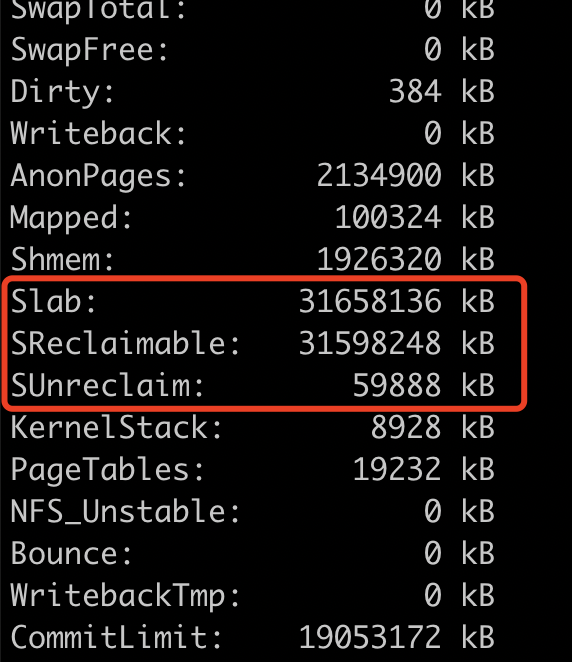 SwapTotal: 0 kB
SwapFree: 0 kB
Dirty: 384 kB
Writeback: 0 kB
AnonPages: 2134900 kB
Mapped: 100324 kB
Shmem: 1926320 kB
Slab: 31658136 kB
SReclaimable: 31598248 kB
SUnreclaim: 59888 kB
KernelStack: 8928 kB
PageTables: 19232 kB
NFS_Unstable: 0 kB
Bounce: 0 kB
WritebackTmp: 0 kB
CommitLimit: 19053172 kB